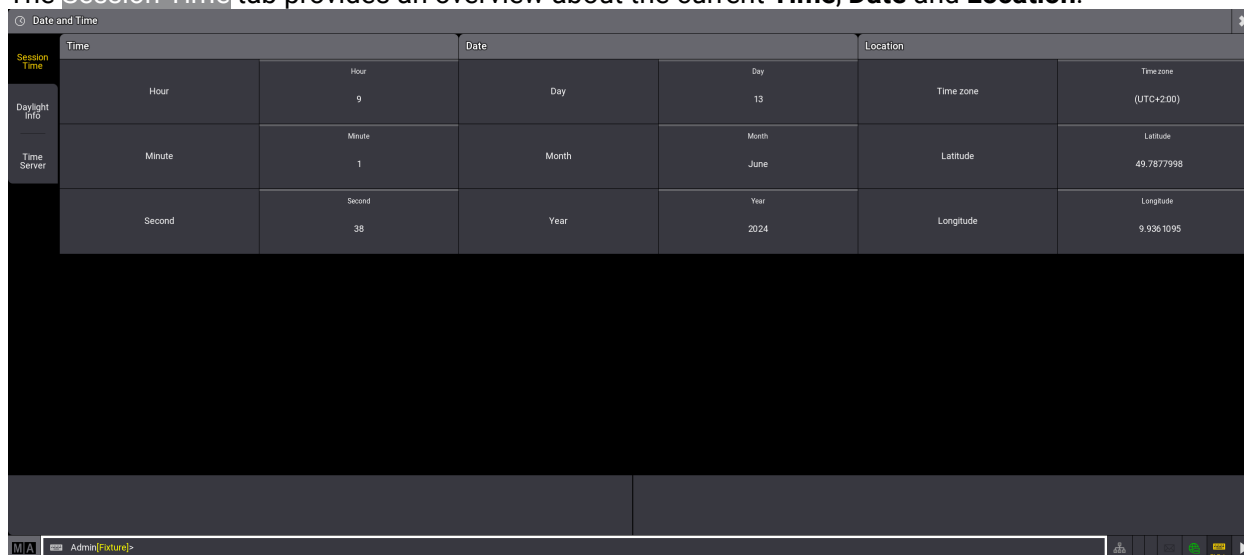 The Session Time tab provides an overview about the current Time, Date and Location.
Date and Time
Session
Time
Daylight
Info
Time
Server
Time
Date
Location
Hour
Hour
9
Day
Day
13
Time zone
Time zone
(UTC+2:00)
Minute
Minute
1
Month
Month
June
Latitude
Latitude
49.7877998
Second
Second
38
Year
Year
2024
Longitude
Longitude
9.9361095
MA
Admin[Fixture]>